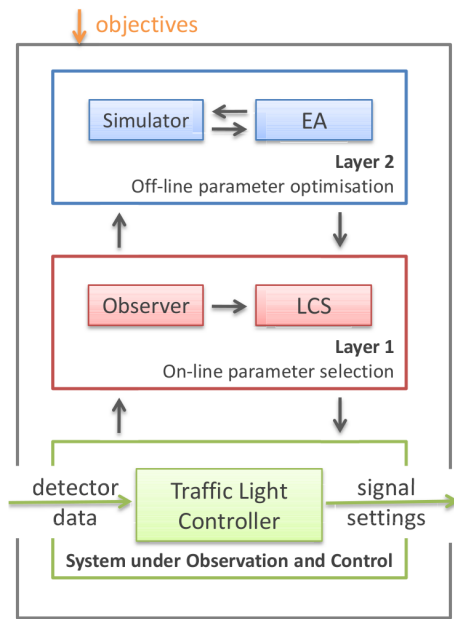 objectives
Simulator
EA
Layer 2
Off-line parameter optimisation
Observer
LCS
Layer 1
On-line parameter selection
detector
data
Traffic Light
Controller
signal
settings
System under Observation and Control